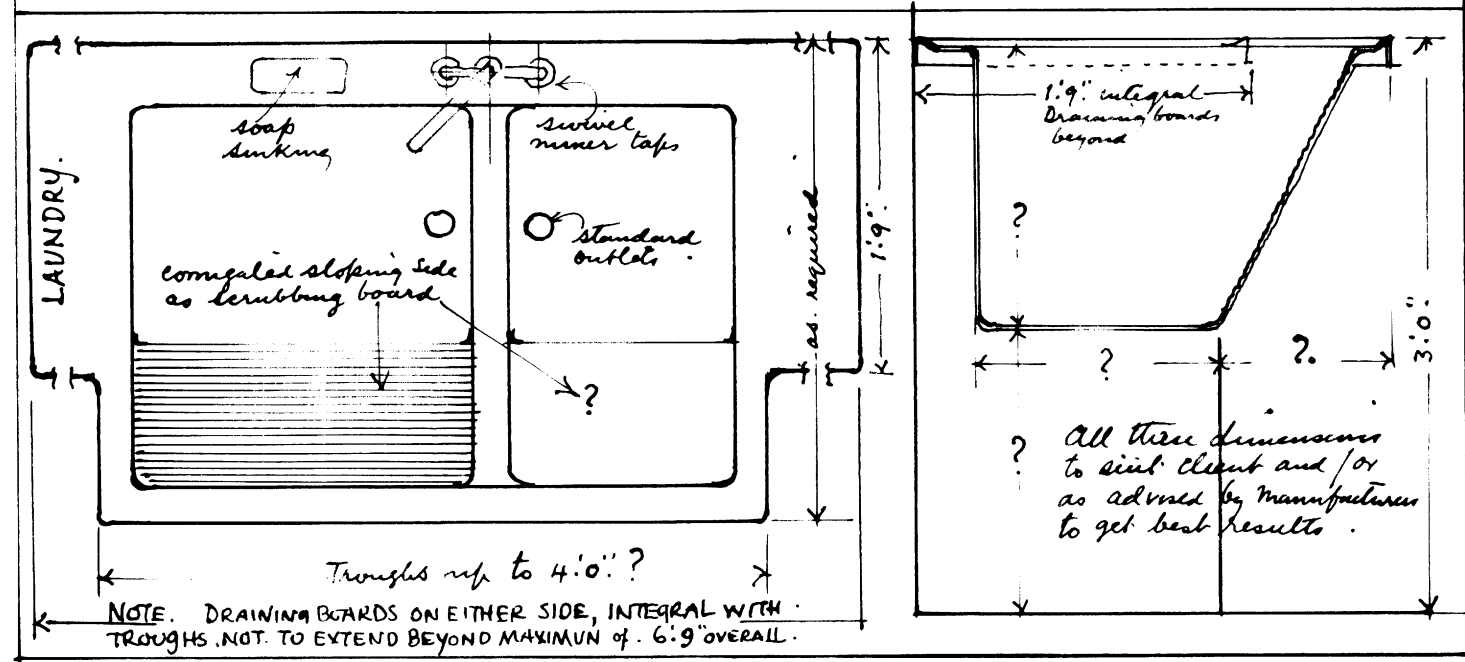 LAUNDRY.
soap
sinking
swivel
mixer taps
standard
outlets.
corrugated sloping side
as scrubbing board
?
as required
1'.9".
Troughs up to 4'.0". ?
NOTE. DRAINING BOARDS ON EITHER SIDE, INTEGRAL WITH
TROUGHS. NOT. TO EXTEND BEYOND MAXIMUN of. 6'.9" OVERALL.
1'.9". integral
Draining boards
beyond
?
?
?.
?
3'.0".
All these dimensions
to suit client and/or
as advised by manufacturers
to get best results.